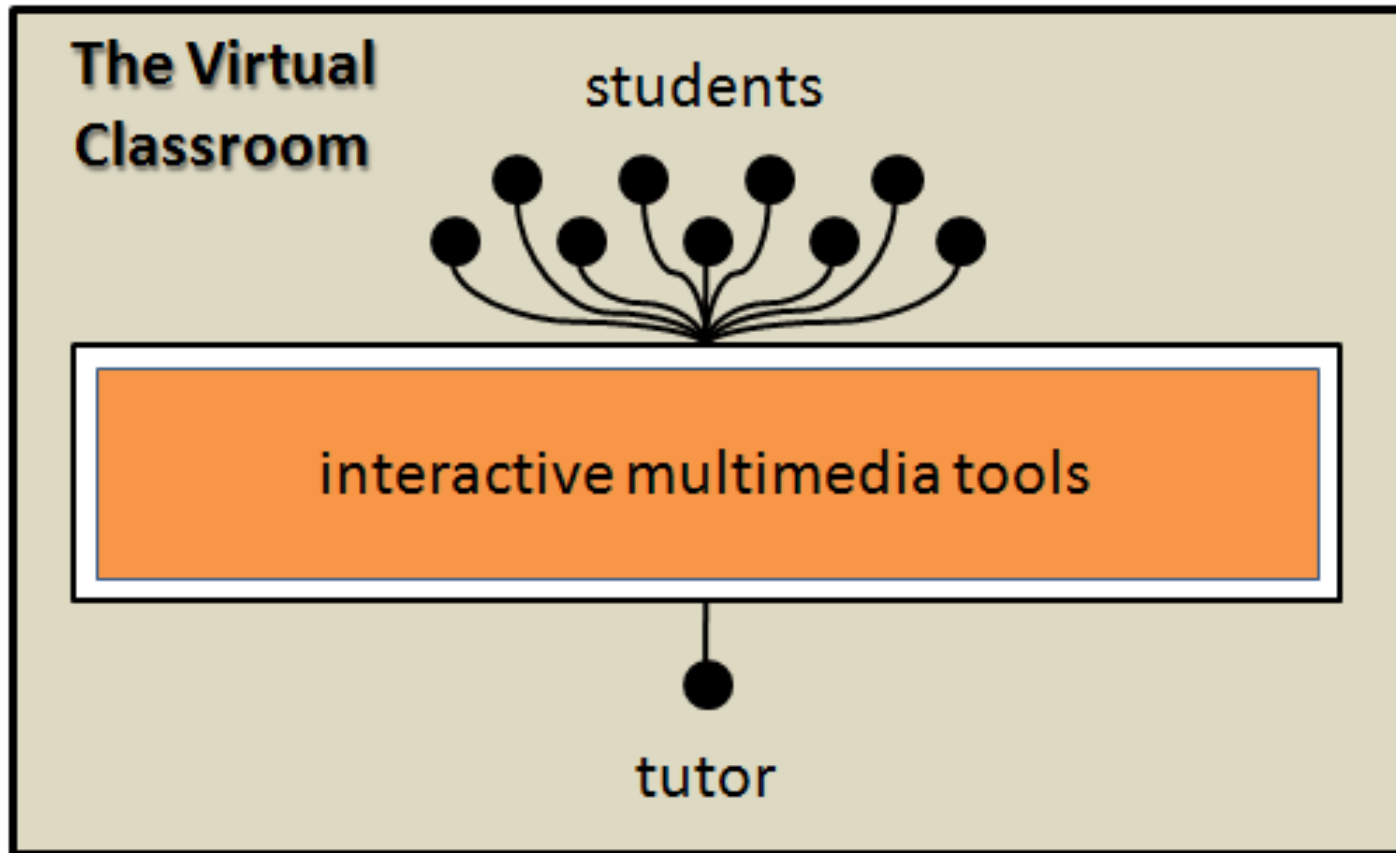 The Virtual
Classroom
students
interactive multimedia tools
tutor